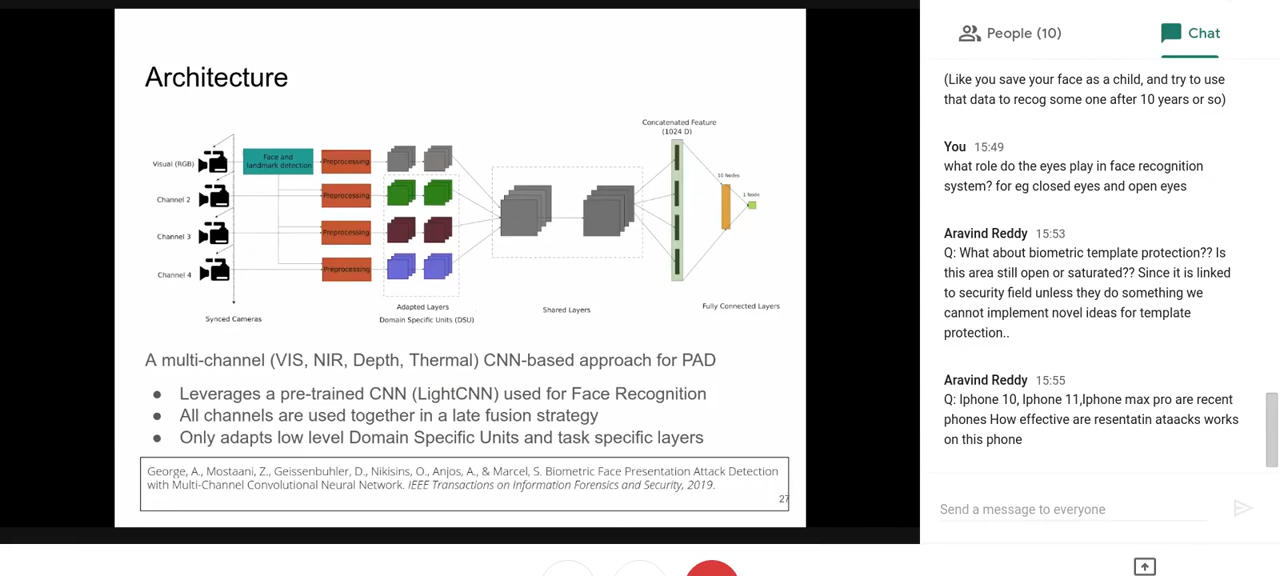 Architecture
Concatenated Feature
(1024 D)
Visual (RGB)
Face and
landmark detection
Preprocessing
10 Nodes
1 Node
Channel 2
Preprocessing
Channel 3
Preprocessing
Channel 4
Preprocessing
Synced Cameras
Adapted Layers
Domain Specific Units (DSU)
Shared Layers
Fully Connected Layers
A multi-channel (VIS, NIR, Depth, Thermal) CNN-based approach for PAD
● Leverages a pre-trained CNN (LightCNN) used for Face Recognition
● All channels are used together in a late fusion strategy
● Only adapts low level Domain Specific Units and task specific layers
George, A., Mostaani, Z., Geissenbuhler, D., Nikisins, O., Anjos, A., & Marcel, S. Biometric Face Presentation Attack Detection
with Multi-Channel Convolutional Neural Network. IEEE Transactions on Information Forensics and Security, 2019.
27
People (10)
Chat
(Like you save your face as a child, and try to use
that data to recog some one after 10 years or so)
You 15:49
what role do the eyes play in face recognition
system? for eg closed eyes and open eyes
Aravind Reddy 15:53
Q: What about biometric template protection?? Is
this area still open or saturated?? Since it is linked
to security field unless they do something we
cannot implement novel ideas for template
protection..
Aravind Reddy 15:55
Q: Iphone 10, Iphone 11,Iphone max pro are recent
phones How effective are resentatin ataacks works
on this phone
Send a message to everyone